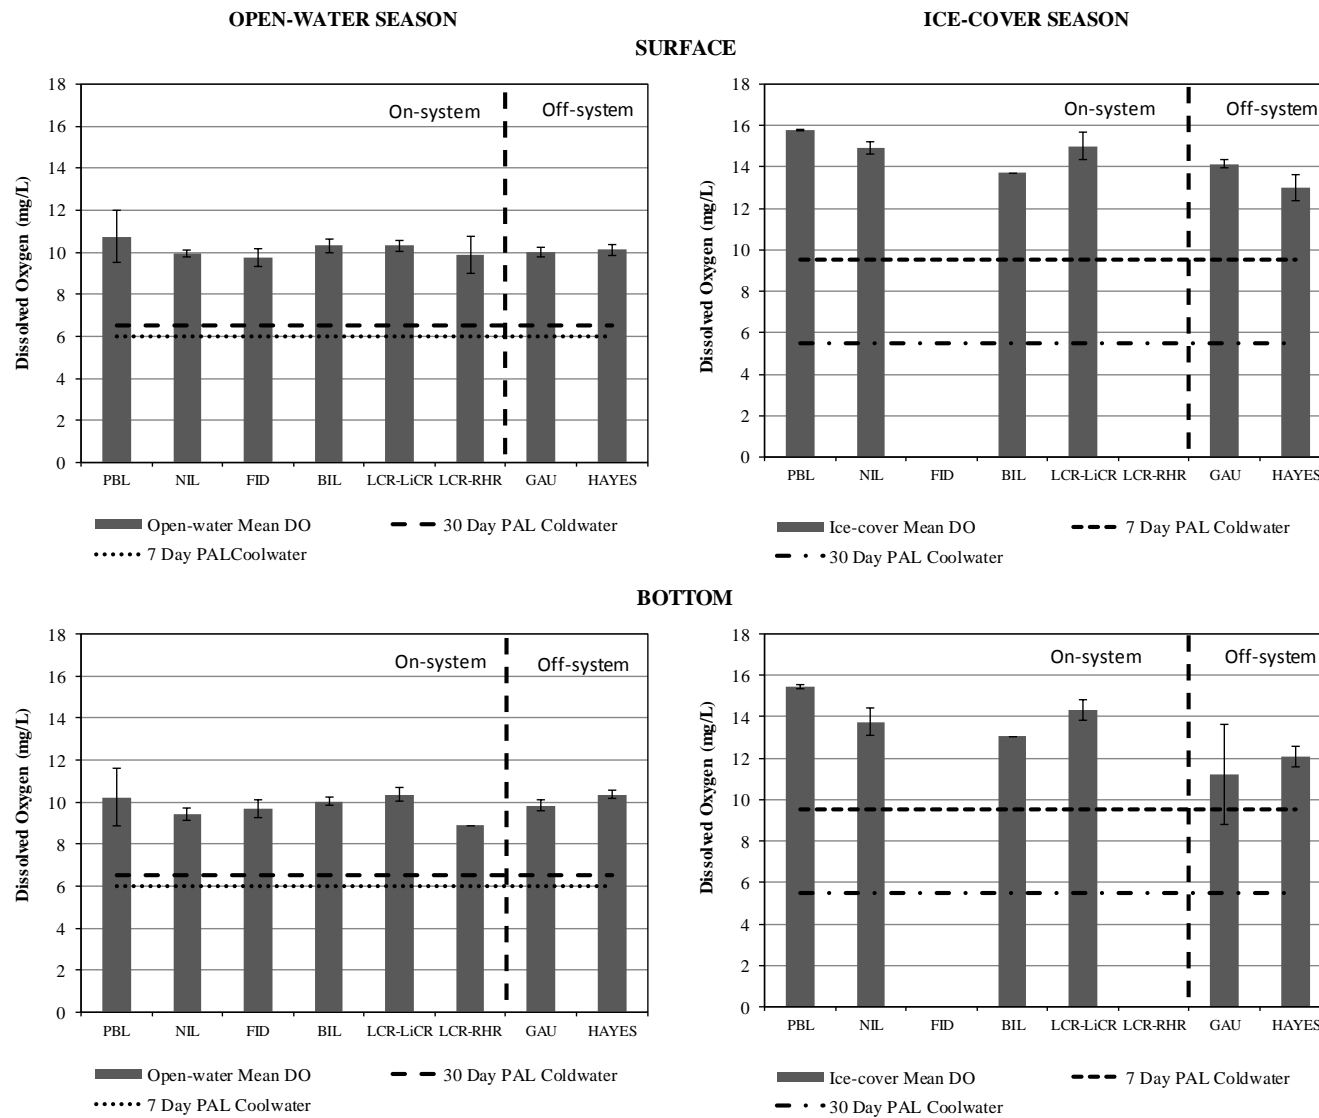 OPEN-WATER SEASON
ICE-COVER SEASON
SURFACE
Dissolved Oxygen (mg/L)
18
16
14
12
10
8
6
4
2
0
On-system
Off-system
PBL NIL FID BIL LCR-LiCR LCR-RHR GAU HAYES
Open-water Mean DO
30 Day PAL Coldwater
7 Day PALCoolwater
Dissolved Oxygen (mg/L)
18
16
14
12
10
8
6
4
2
0
On-system
Off-system
PBL NIL FID BIL LCR-LiCR LCR-RHR GAU HAYES
Ice-cover Mean DO
7 Day PAL Coldwater
30 Day PAL Coolwater
BOTTOM
Dissolved Oxygen (mg/L)
18
16
14
12
10
8
6
4
2
0
On-system
Off-system
PBL NIL FID BIL LCR-LiCR LCR-RHR GAU HAYES
Open-water Mean DO
30 Day PAL Coldwater
7 Day PAL Coolwater
Dissolved Oxygen (mg/L)
18
16
14
12
10
8
6
4
2
0
On-system
Off-system
PBL NIL FID BIL LCR-LiCR LCR-RHR GAU HAYES
Ice-cover Mean DO
7 Day PAL Coldwater
30 Day PAL Coolwater